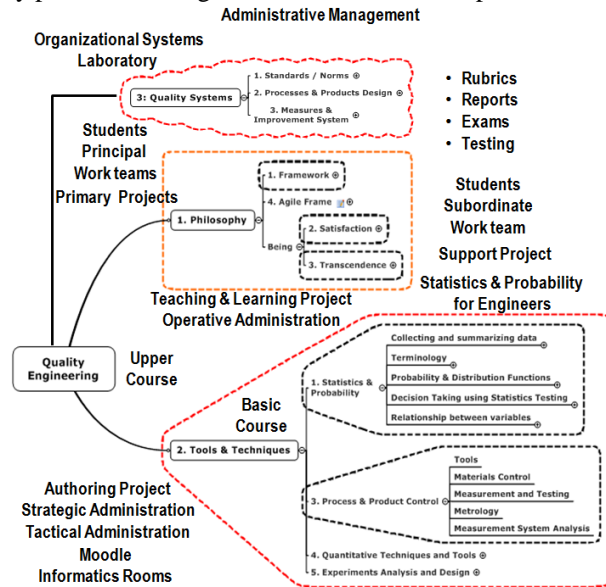 Administrative Management
Organizational Systems
Laboratory
1. Standards / Norms
3: Quality Systems
2. Processes & Products Design
3. Measures &
Improvement System
• Rubrics
• Reports
• Exams
• Testing
Students
Principal
Work teams
Primary Projects
1. Framework
4. Agile Frame
1. Philosophy
2. Satisfaction
Being
3. Transcendence
Students
Subordinate
Work team
Support Project
Teaching & Learning Project
Operative Administration
Statistics & Probability
for Engineers
Quality
Engineering
Upper
Course
Basic
Course
Collecting and summarizing data
Terminology
1. Statistics &
Probability
Probability & Distribution Functions
Decision Taking using Statistics Testing
Relationship between variables
2. Tools & Techniques
Tools
Materials Control
3. Process & Product Control
Measurement and Testing
Metrology
Measurement System Analysis
4. Quantitative Techniques and Tools
5. Experiments Analysis and Design
Authoring Project
Strategic Administration
Tactical Administration
Moodle
Informatics Rooms